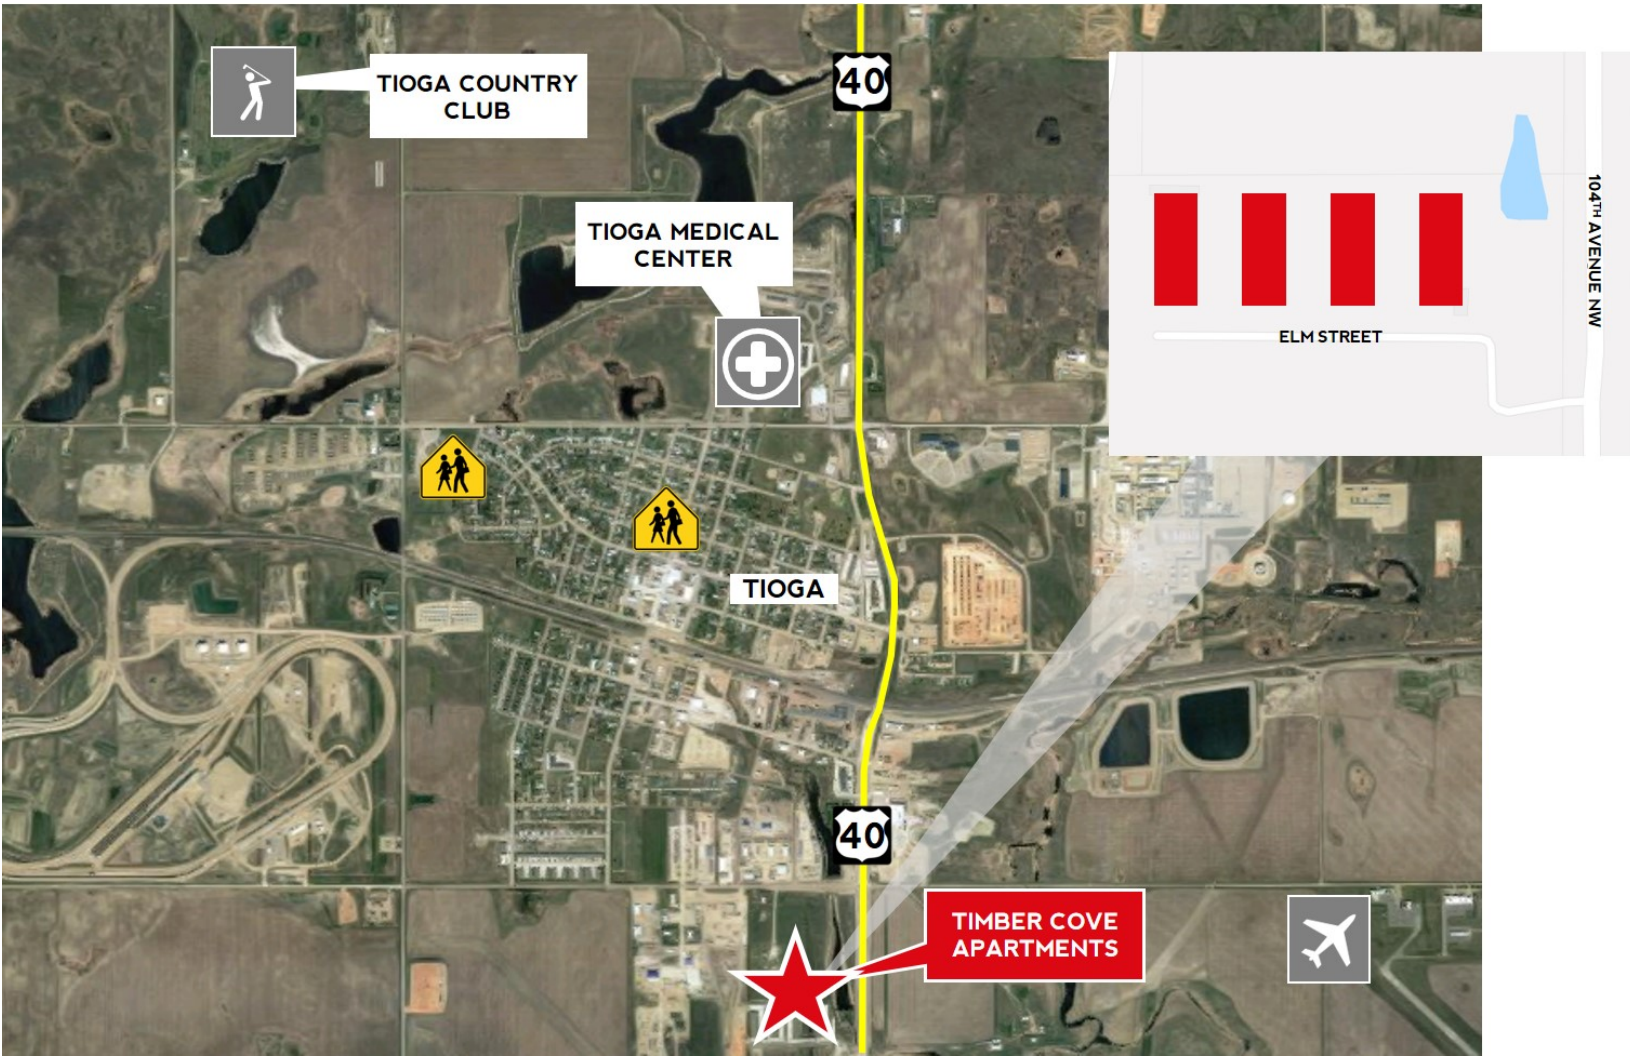 40
TIOGA COUNTRY
CLUB
TIOGA MEDICAL
CENTER
104TH AVENUE NW
ELM STREET
TIOGA
40
TIMBER COVE
APARTMENTS